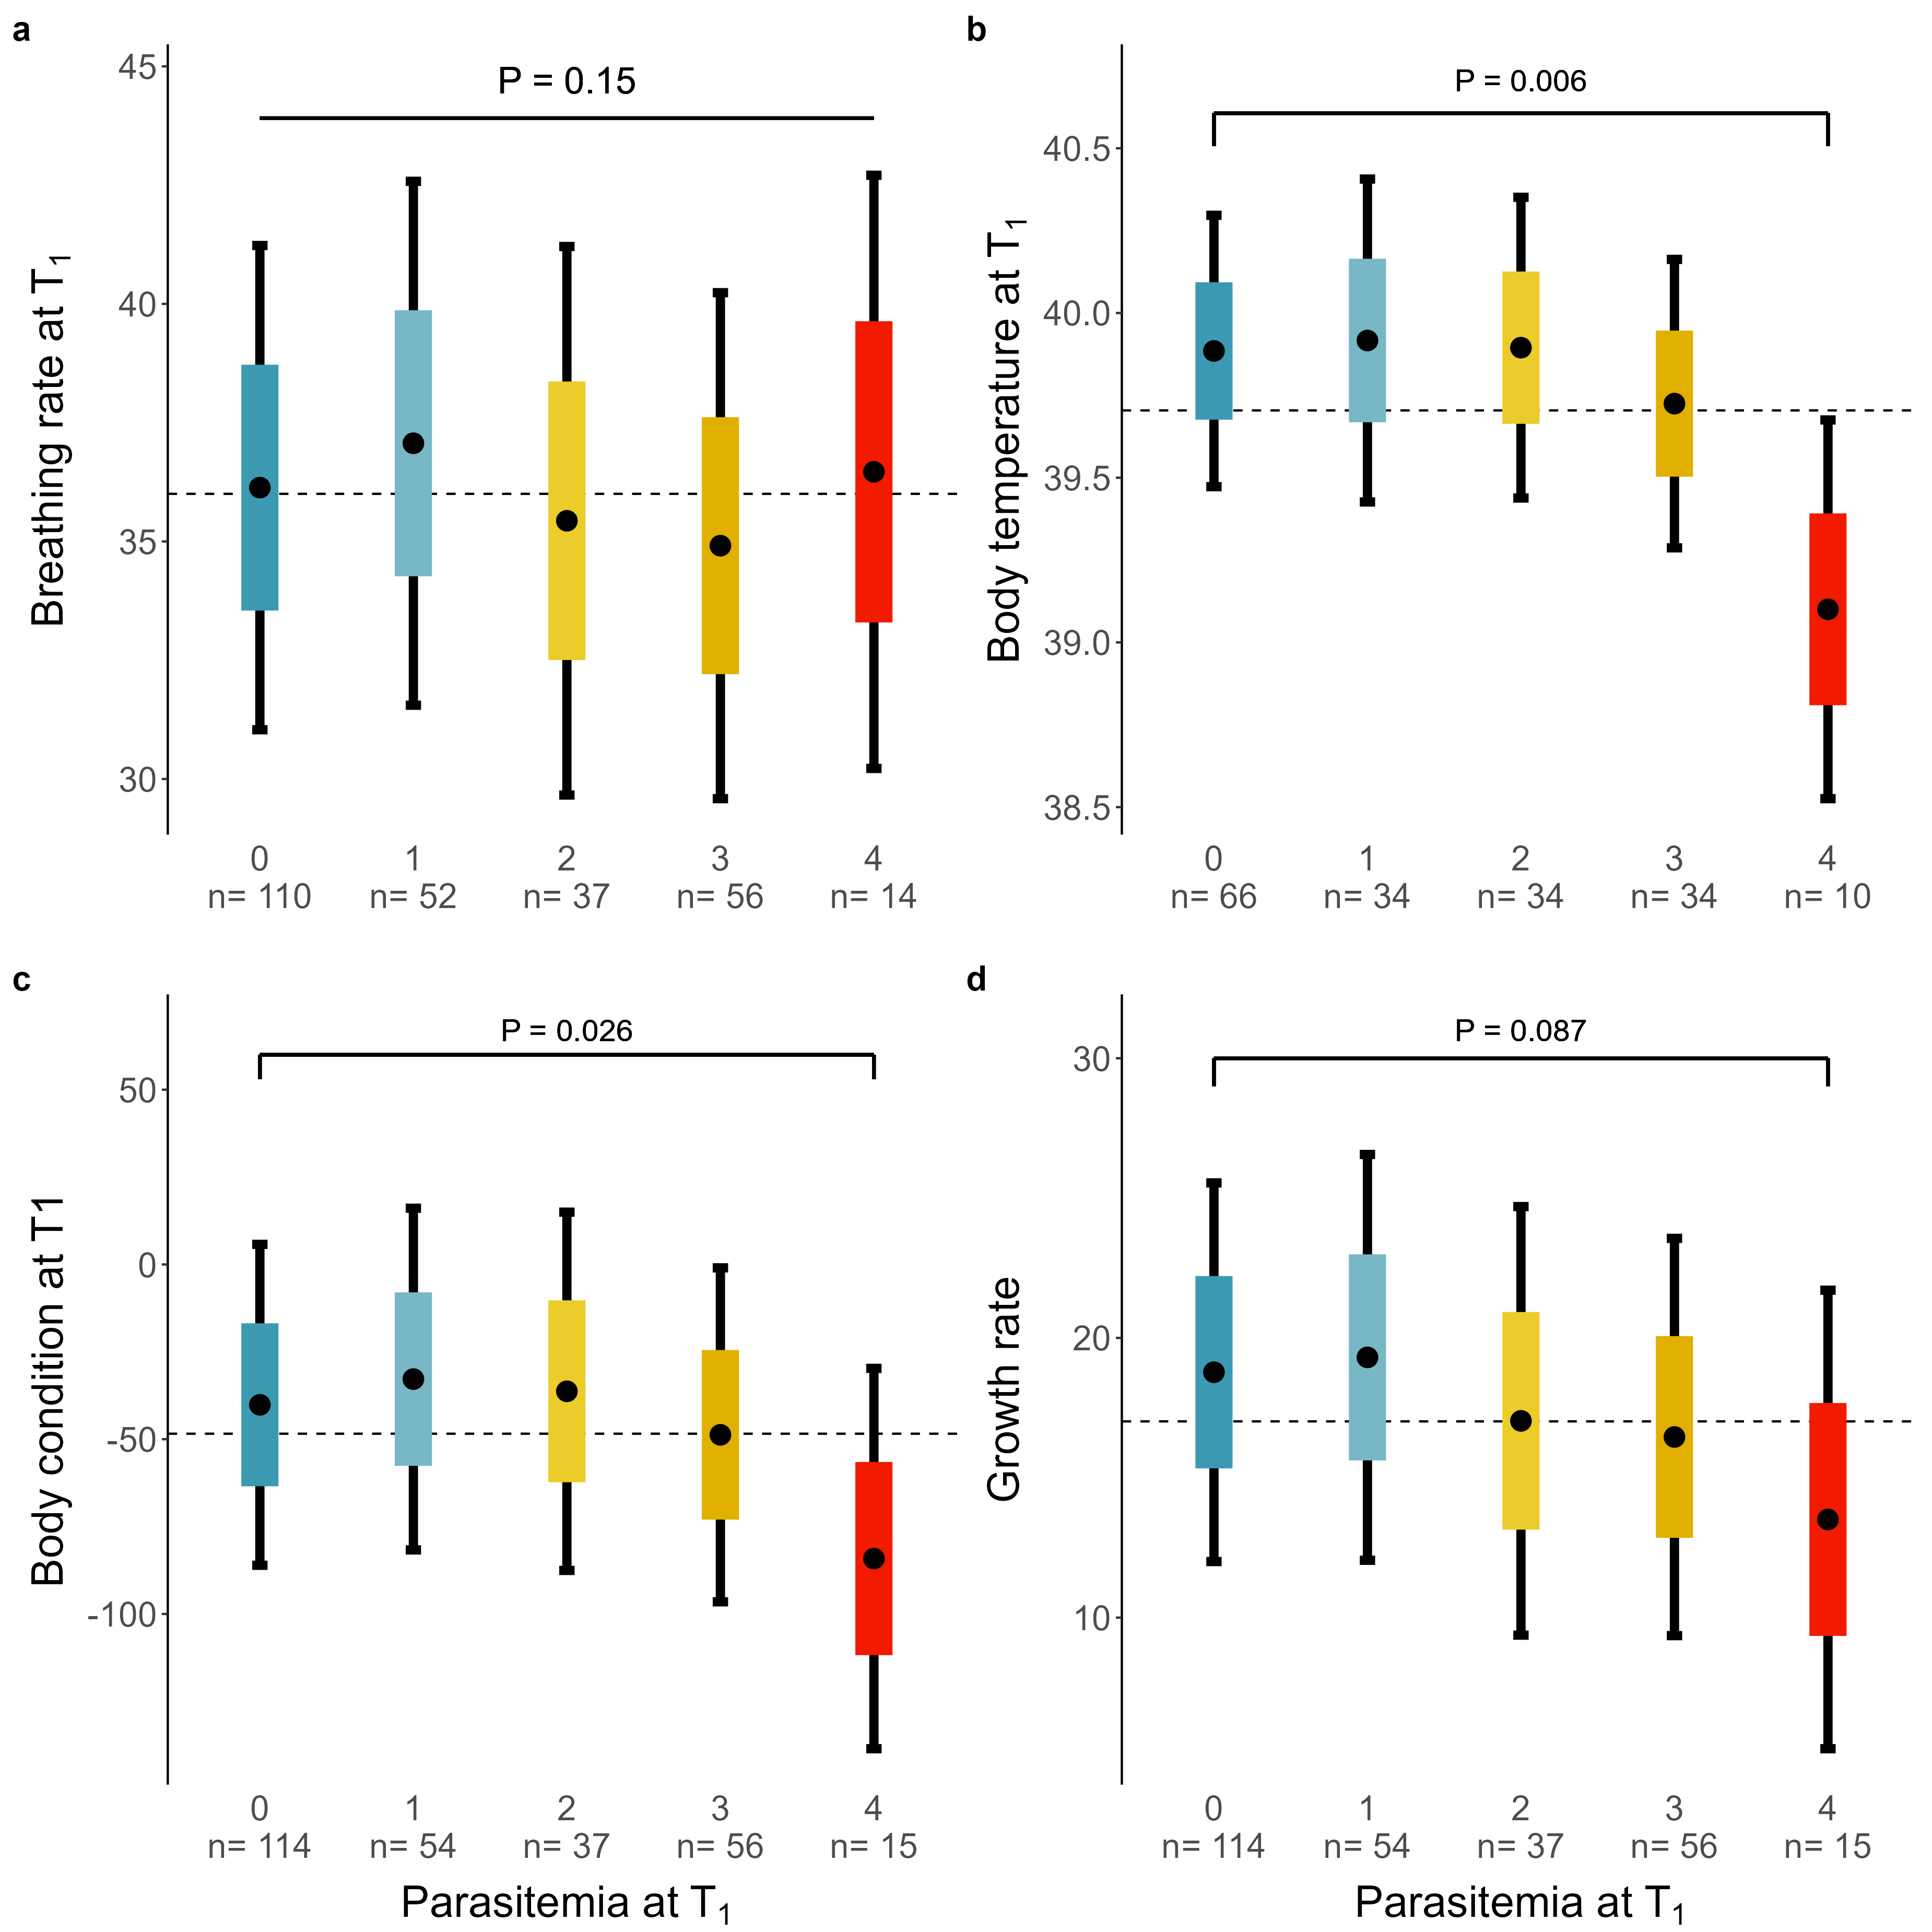 a
P = 0.15
45
40
35
30
Breathing rate at T1
0 1 2 3 4
n= 110 n= 52 n= 37 n= 56 n= 14
b
P = 0.006
40.5
40.0
39.5
39.0
38.5
Body temperature at T1
0 1 2 3 4
n= 66 n= 34 n= 34 n= 34 n= 10
c
P = 0.026
50
0
-50
-100
Body condition at T1
0 1 2 3 4
n= 114 n= 54 n= 37 n= 56 n= 15
Parasitemia at T1
d
P = 0.087
30
20
10
Growth rate
0 1 2 3 4
n= 114 n= 54 n= 37 n= 56 n= 15
Parasitemia at T1